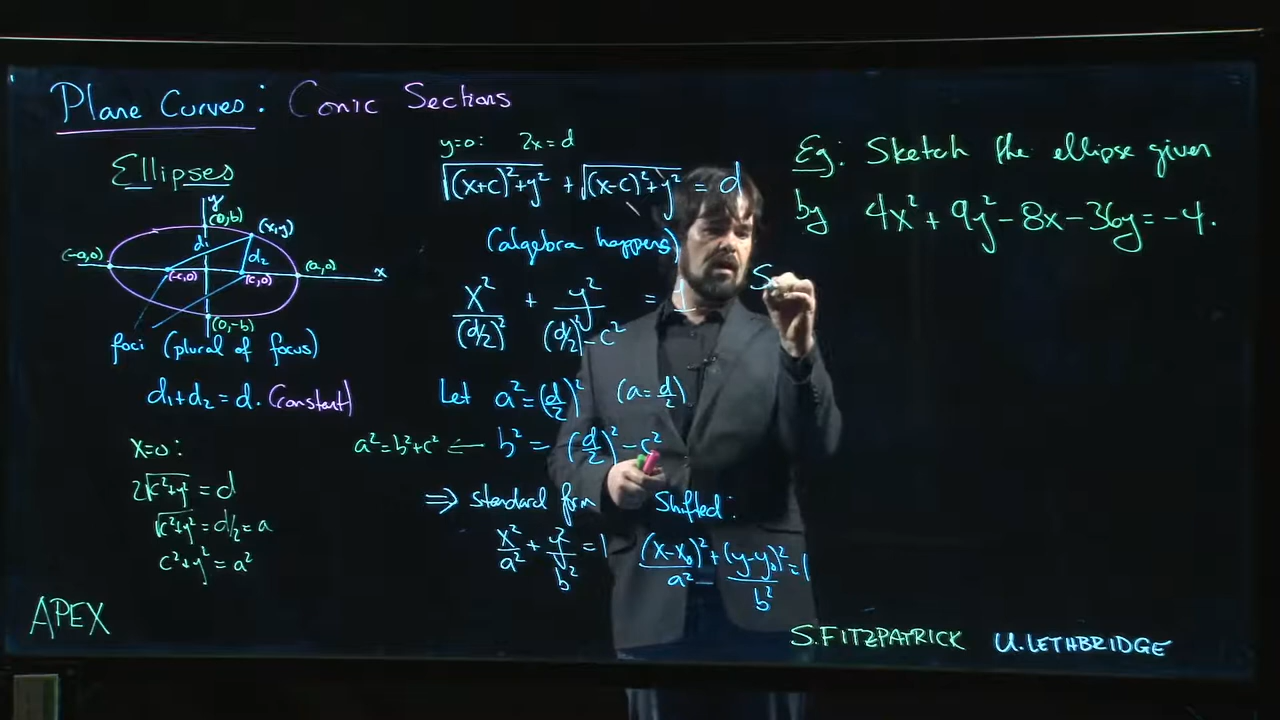 Plane Curves: Conic Sections
Ellipses
y
(0,b)
(x,y)
d1
d2
(-a,0)
(-c,0)
(c,0)
(a,0)
x
(0,-b)
foci (plural of focus)
d1+d2 = d. (constant)
x=0:
2√(c²+y²) = d
√(c²+y²) = d/2 = a
c²+y² = a²
APEX
y=0: 2x=d
√((x+c)²+y²) + √((x-c)²+y²) = d
(algebra happens)
x²/(d/2)² + y²/((d/2)²-c²) = 1
Let a² = (d/2)² (a = d/2)
a²=b²+c² ⟸ b² = (d/2)² - c²
⇒ Standard form
x²/a² + y²/b² = 1
Shifted:
(x-x₀)²/a² + (y-y₀)²/b² = 1
Eg: Sketch the ellipse given
by 4x² + 9y² - 8x - 36y = -4.
S
S.FITZPATRICK U.LETHBRIDGE